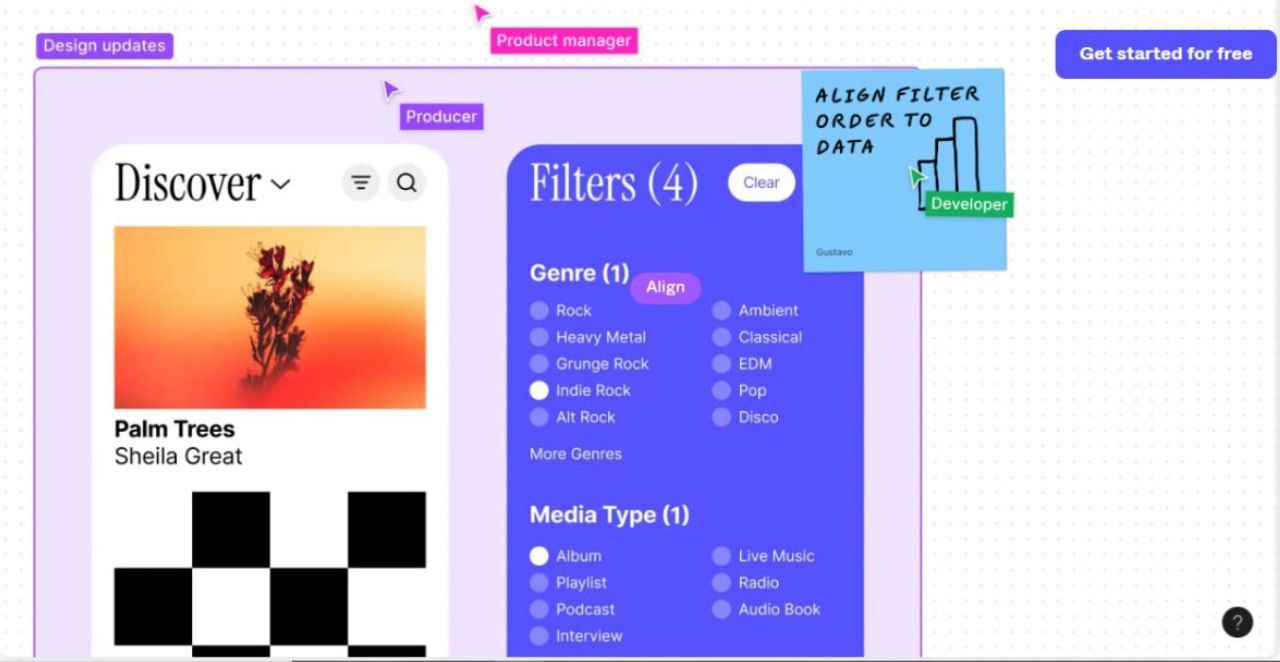 Product manager
Design updates
Get started for free
Producer
ALIGN FILTER
ORDER TO
DATA
Developer
Gustavo
Discover
Palm Trees
Sheila Great
Filters (4)
Clear
Genre (1)
Align
Rock
Heavy Metal
Grunge Rock
Indie Rock
Alt Rock
Ambient
Classical
EDM
Pop
Disco
More Genres
Media Type (1)
Album
Playlist
Podcast
Interview
Live Music
Radio
Audio Book
?